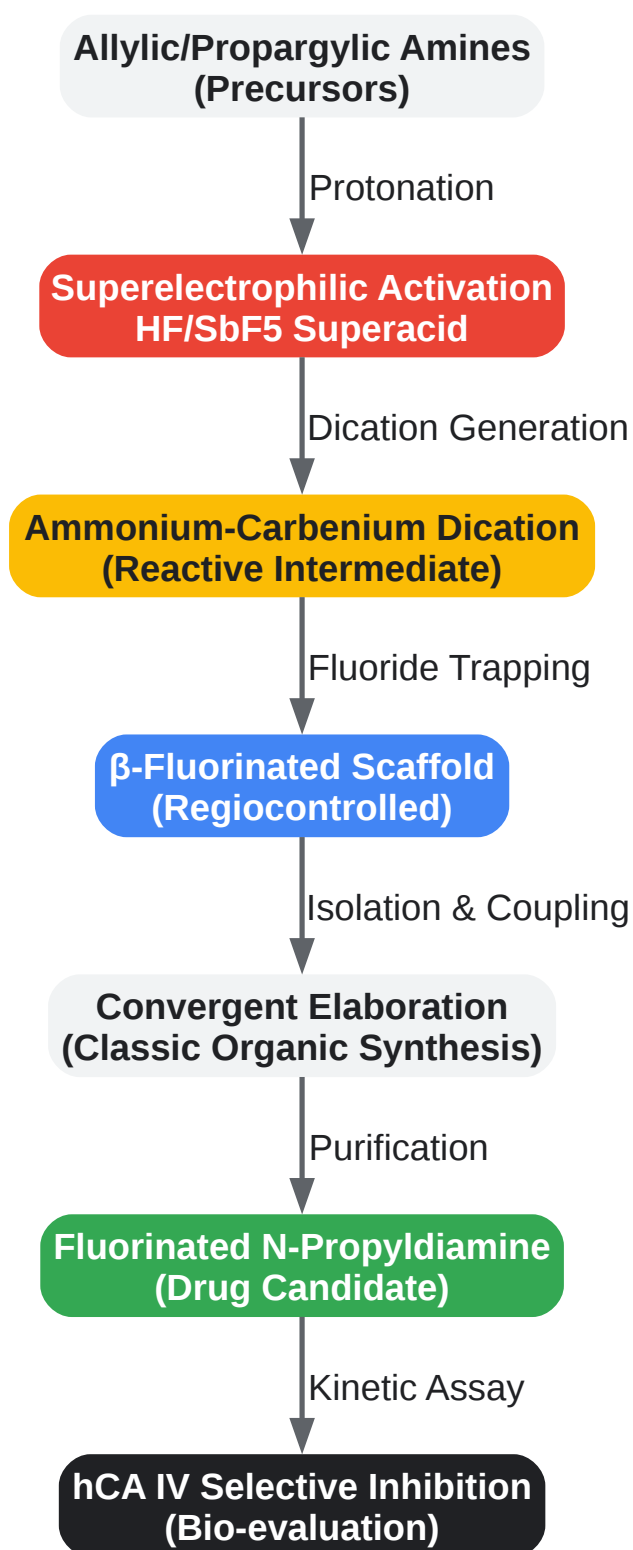 Allylic/Propargylic Amines
(Precursors)
Protonation
Superelectrophilic Activation
HF/SbF5 Superacid
Dication Generation
Ammonium-Carbenium Dication
(Reactive Intermediate)
Fluoride Trapping
β-Fluorinated Scaffold
(Regiocontrolled)
Isolation & Coupling
Convergent Elaboration
(Classic Organic Synthesis)
Purification
Fluorinated N-Propyldiamine
(Drug Candidate)
Kinetic Assay
hCA IV Selective Inhibition
(Bio-evaluation)